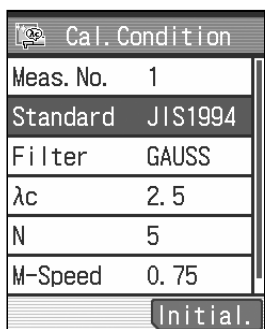 Cal.Condition
Meas.No. 1
Standard JIS1994
Filter GAUSS
λc 2.5
N 5
M-Speed 0.75
Initial.